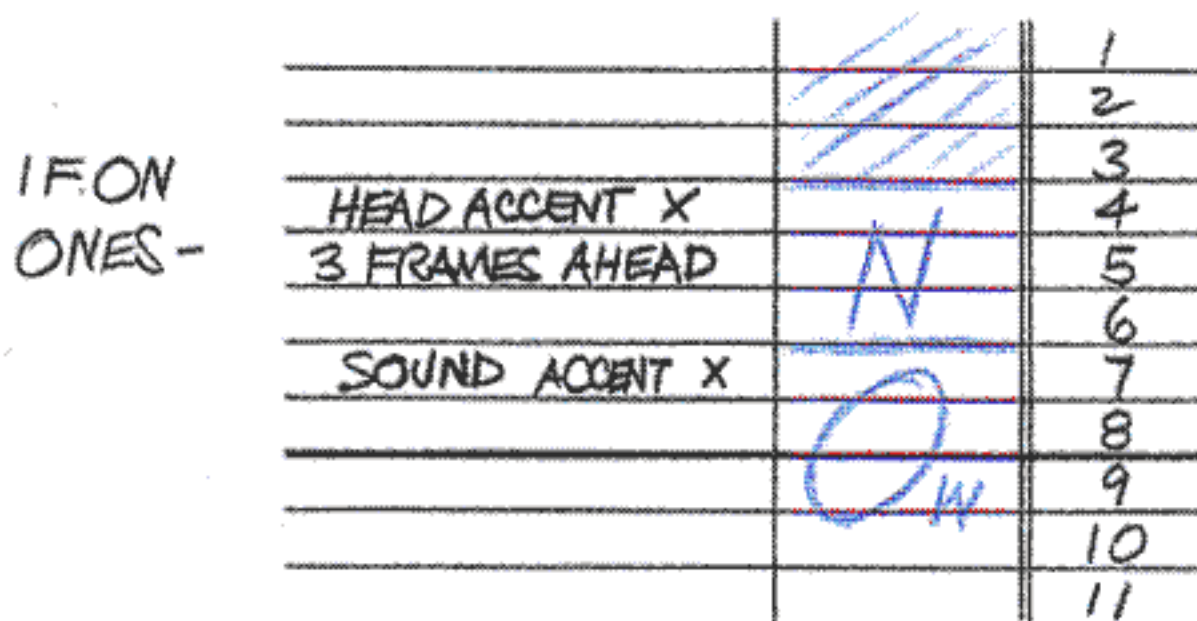 1
2
3
IF ON
HEAD ACCENT X
4
N
ONES -
3 FRAMES AHEAD
5
6
SOUND ACCENT X
7
O
8
W
9
10
11